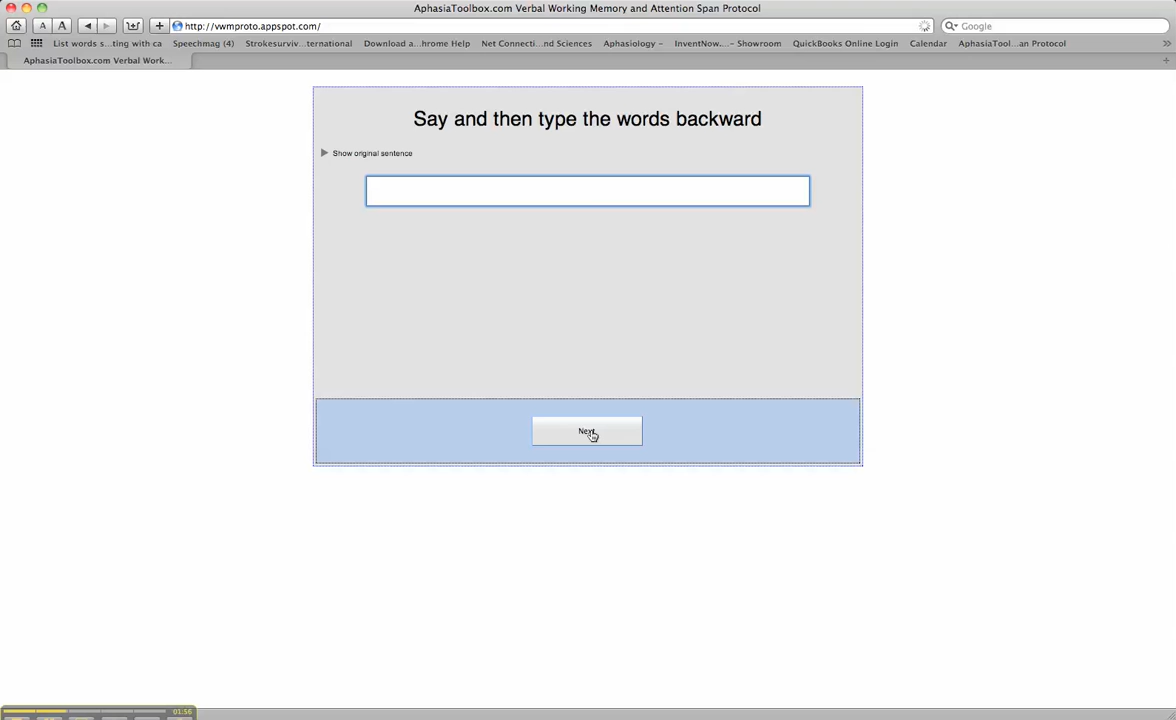 AphasiaToolbox.com Verbal Working Memory and Attention Span Protocol
A A http://vwmproto.appspot.com/ Google
List words s...ting with ca Speechmag (4) Strokesurviv...ternational Download a...hrome Help Net Connecti...nd Sciences Aphasiology – InventNow.... – Showroom QuickBooks Online Login Calendar AphasiaTool...an Protocol
AphasiaToolbox.com Verbal Work...
Say and then type the words backward
Show original sentence
Next
01:56